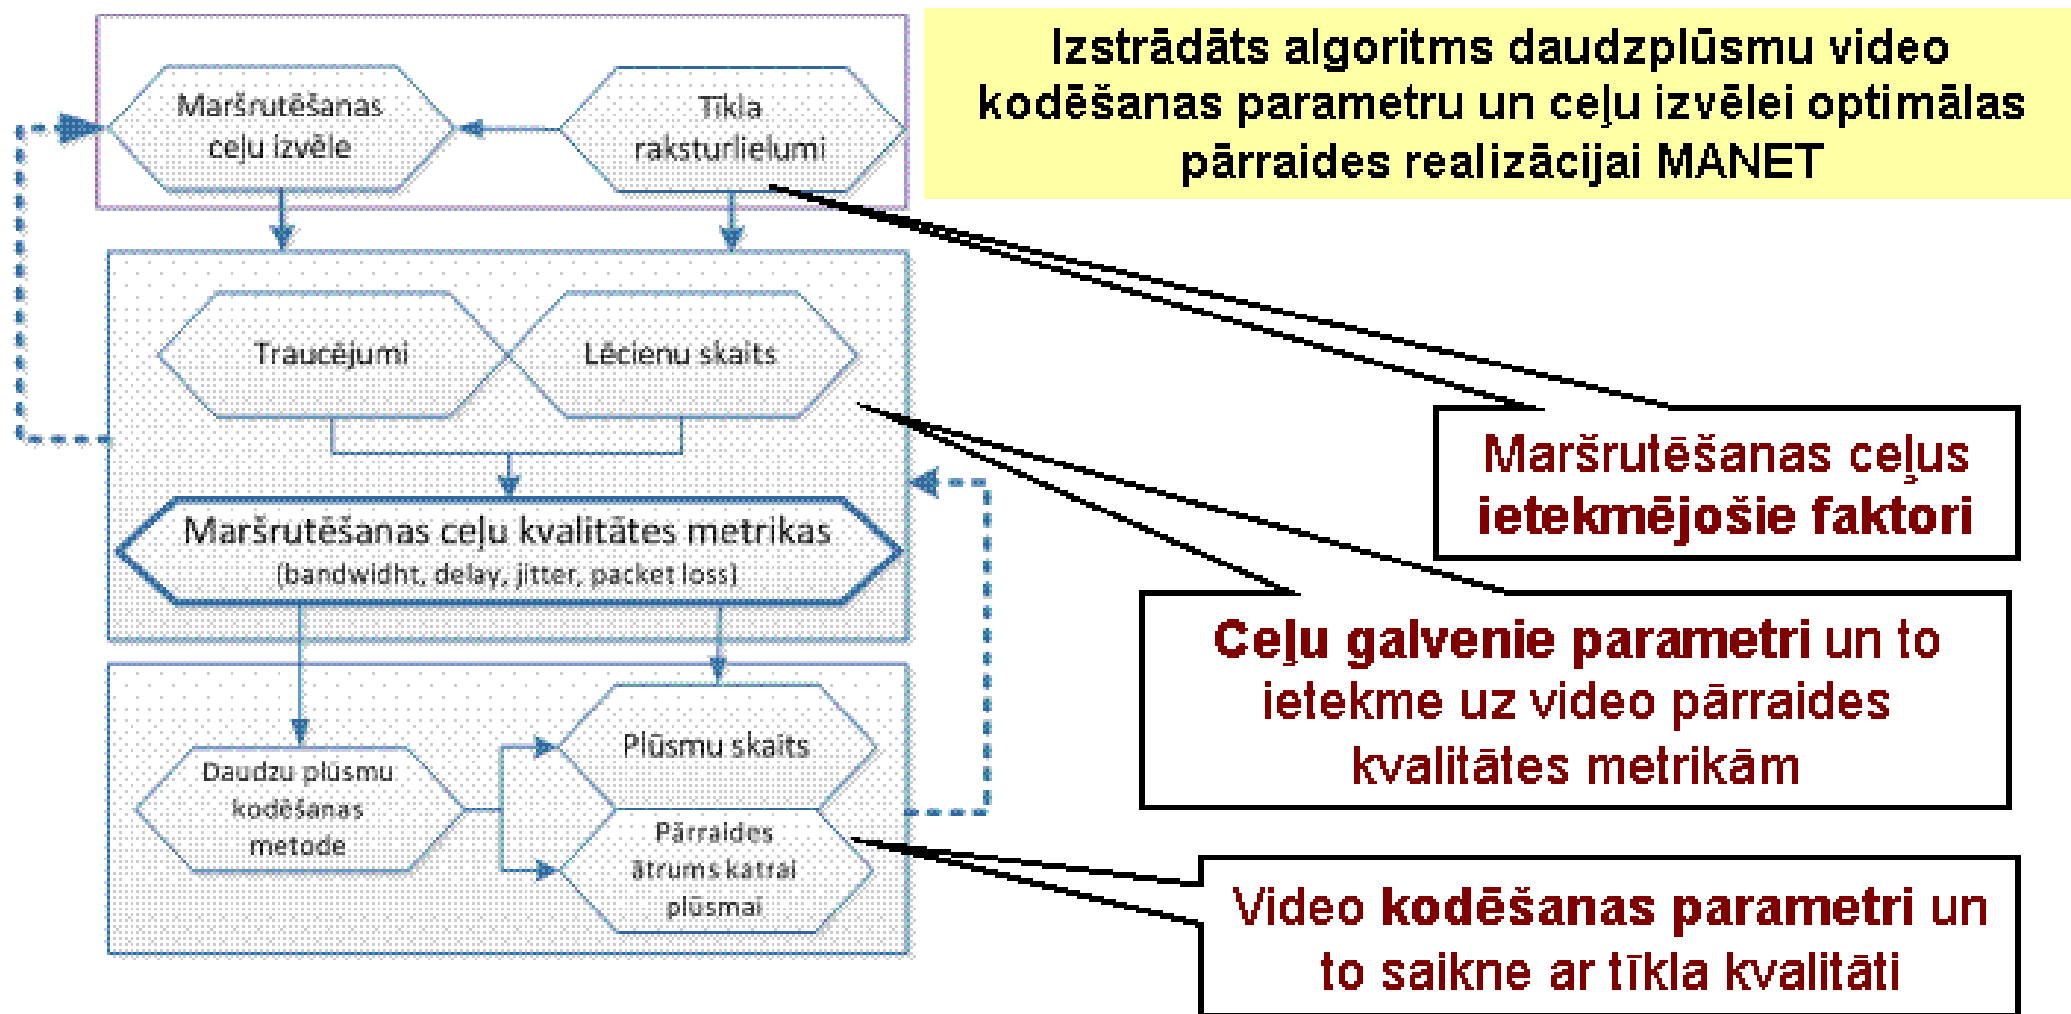 Izstrādāts algoritms daudzplūsmu video
kodēšanas parametru un ceļu izvēlei optimālas
pārraides realizācijai MANET
Maršrutēšanas
ceļu izvēle
Tīkla
raksturlielumi
Traucējumi
Lēcienu skaits
Maršrutēšanas ceļu kvalitātes metrikas
(bandwidht, delay, jitter, packet loss)
Daudzu plūsmu
kodēšanas
metode
Plūsmu skaits
Pārraides
ātrums katrai
plūsmai
Maršrutēšanas ceļus
ietekmējošie faktori
Ceļu galvenie parametri un to
ietekme uz video pārraides
kvalitātes metrikām
Video kodēšanas parametri un
to saikne ar tīkla kvalitāti